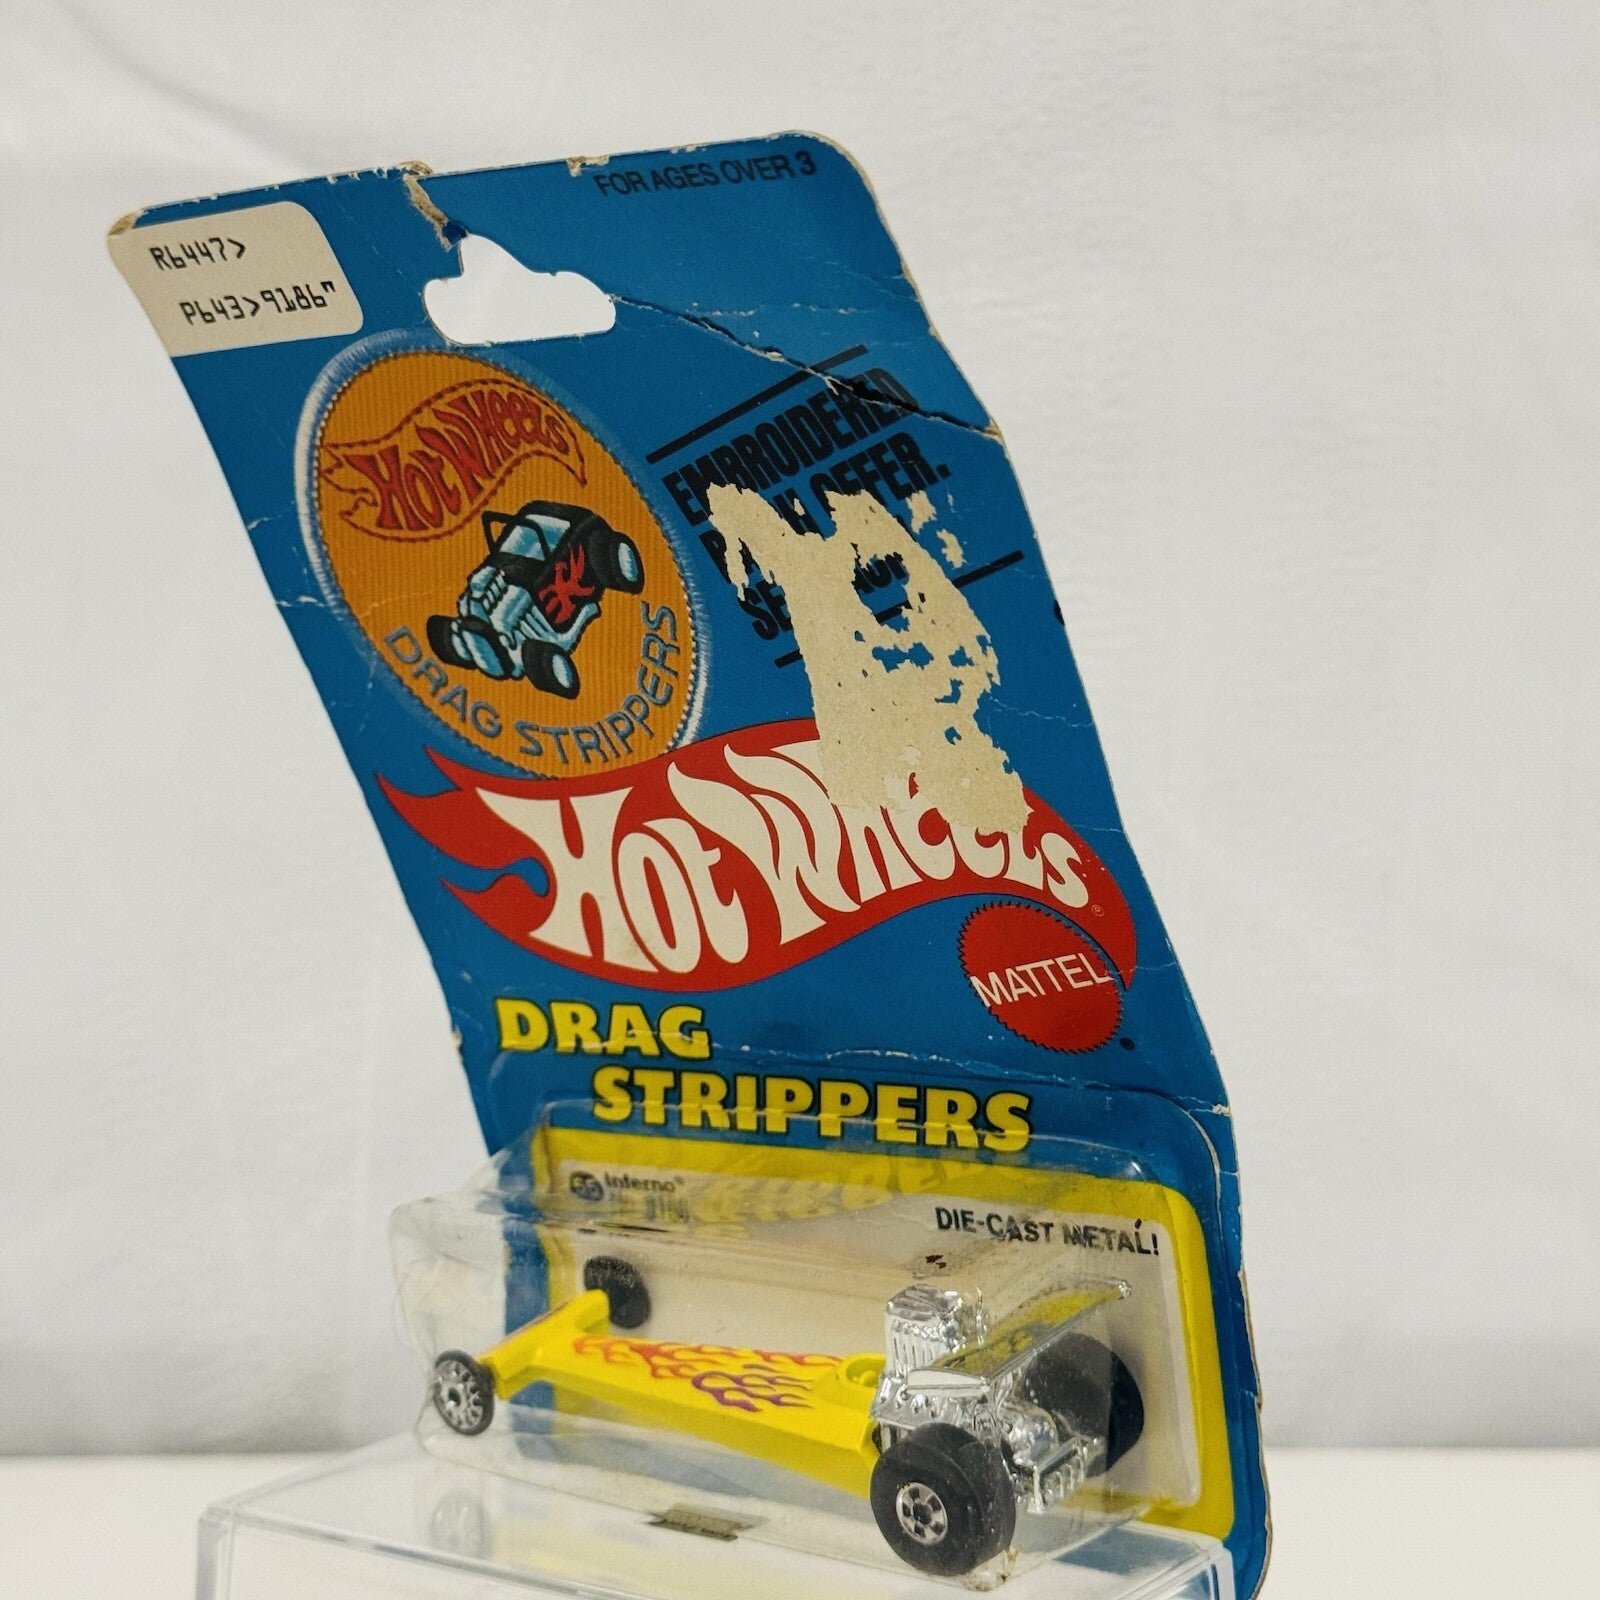 FOR AGES OVER 3
R6447>
P643>9186"
HOT WHEELS
DRAG STRIPPERS
EMBROIDERED
OFFER.
HOT WHEELS®
MATTEL
DRAG
STRIPPERS
Inferno®
DIE-CAST METAL!